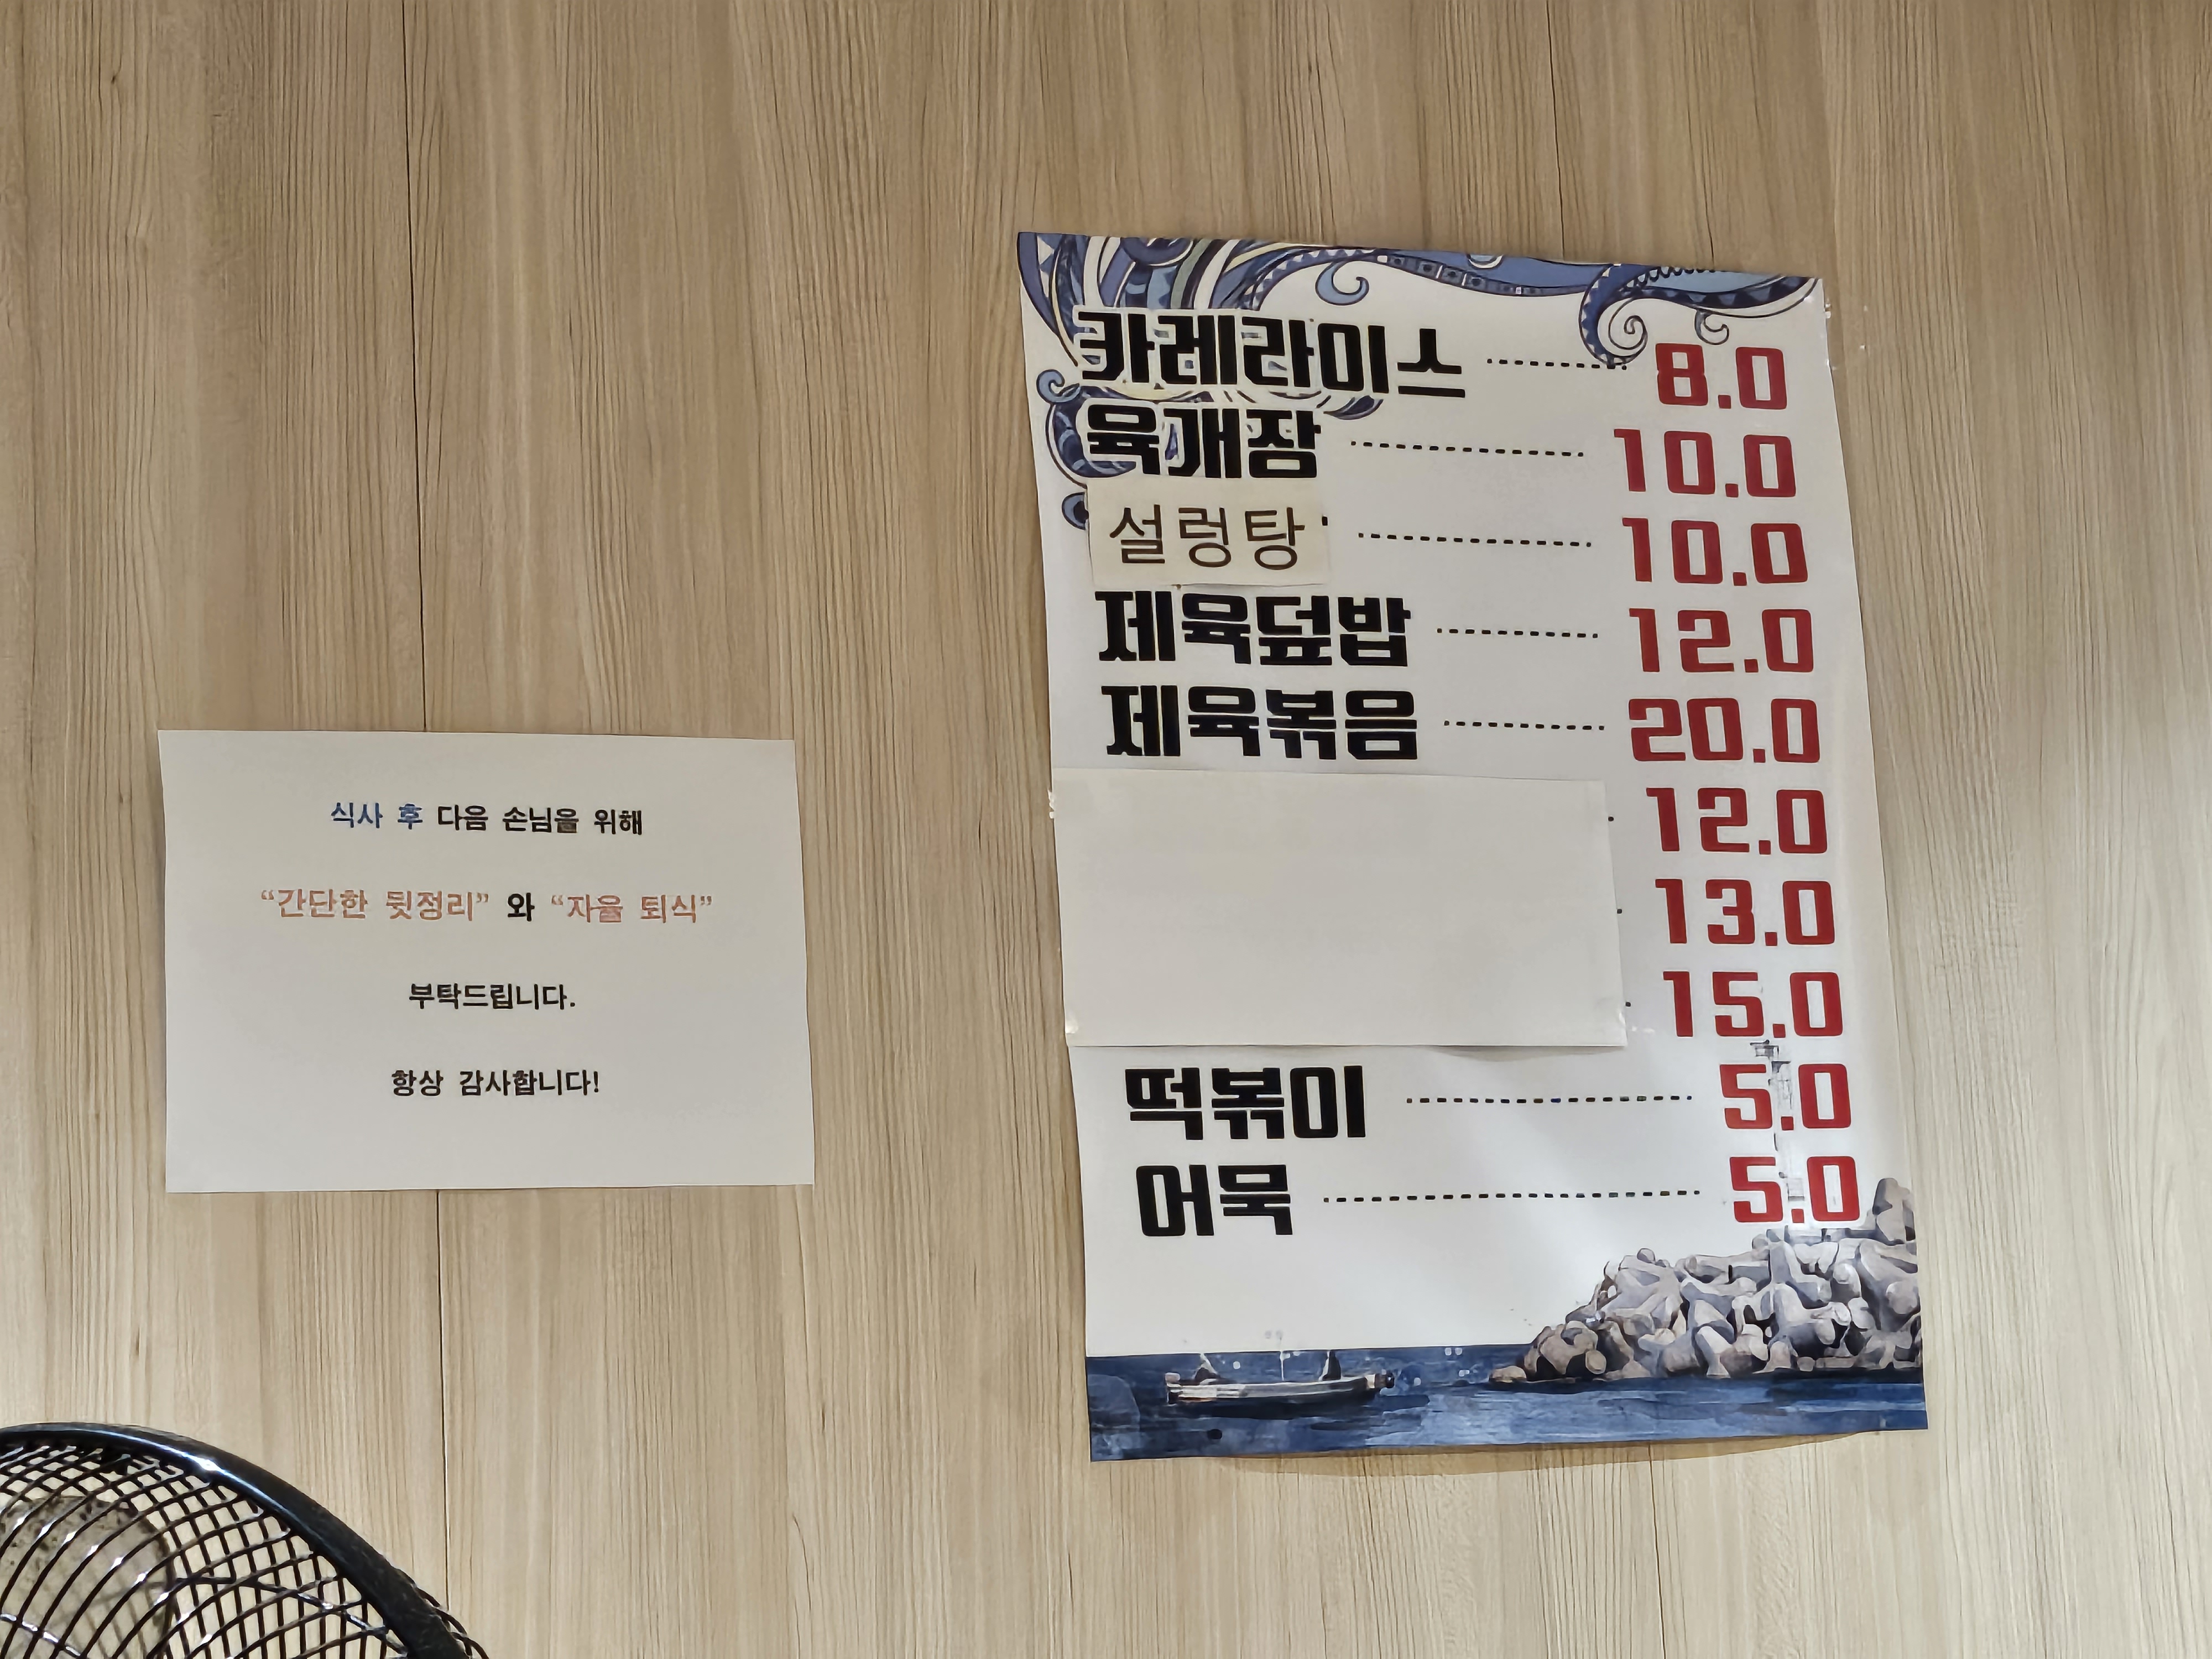 식사 후 다음 손님을 위해
“간단한 뒷정리” 와 “자율 퇴식”
부탁드립니다.
항상 감사합니다!
카레라이스 ------- 8.0
육개장 ------------ 10.0
설렁탕 ------------ 10.0
제육덮밥 --------- 12.0
제육볶음 --------- 20.0
12.0
13.0
15.0
떡볶이 --------------- 5.0
어묵 -------------------- 5.0